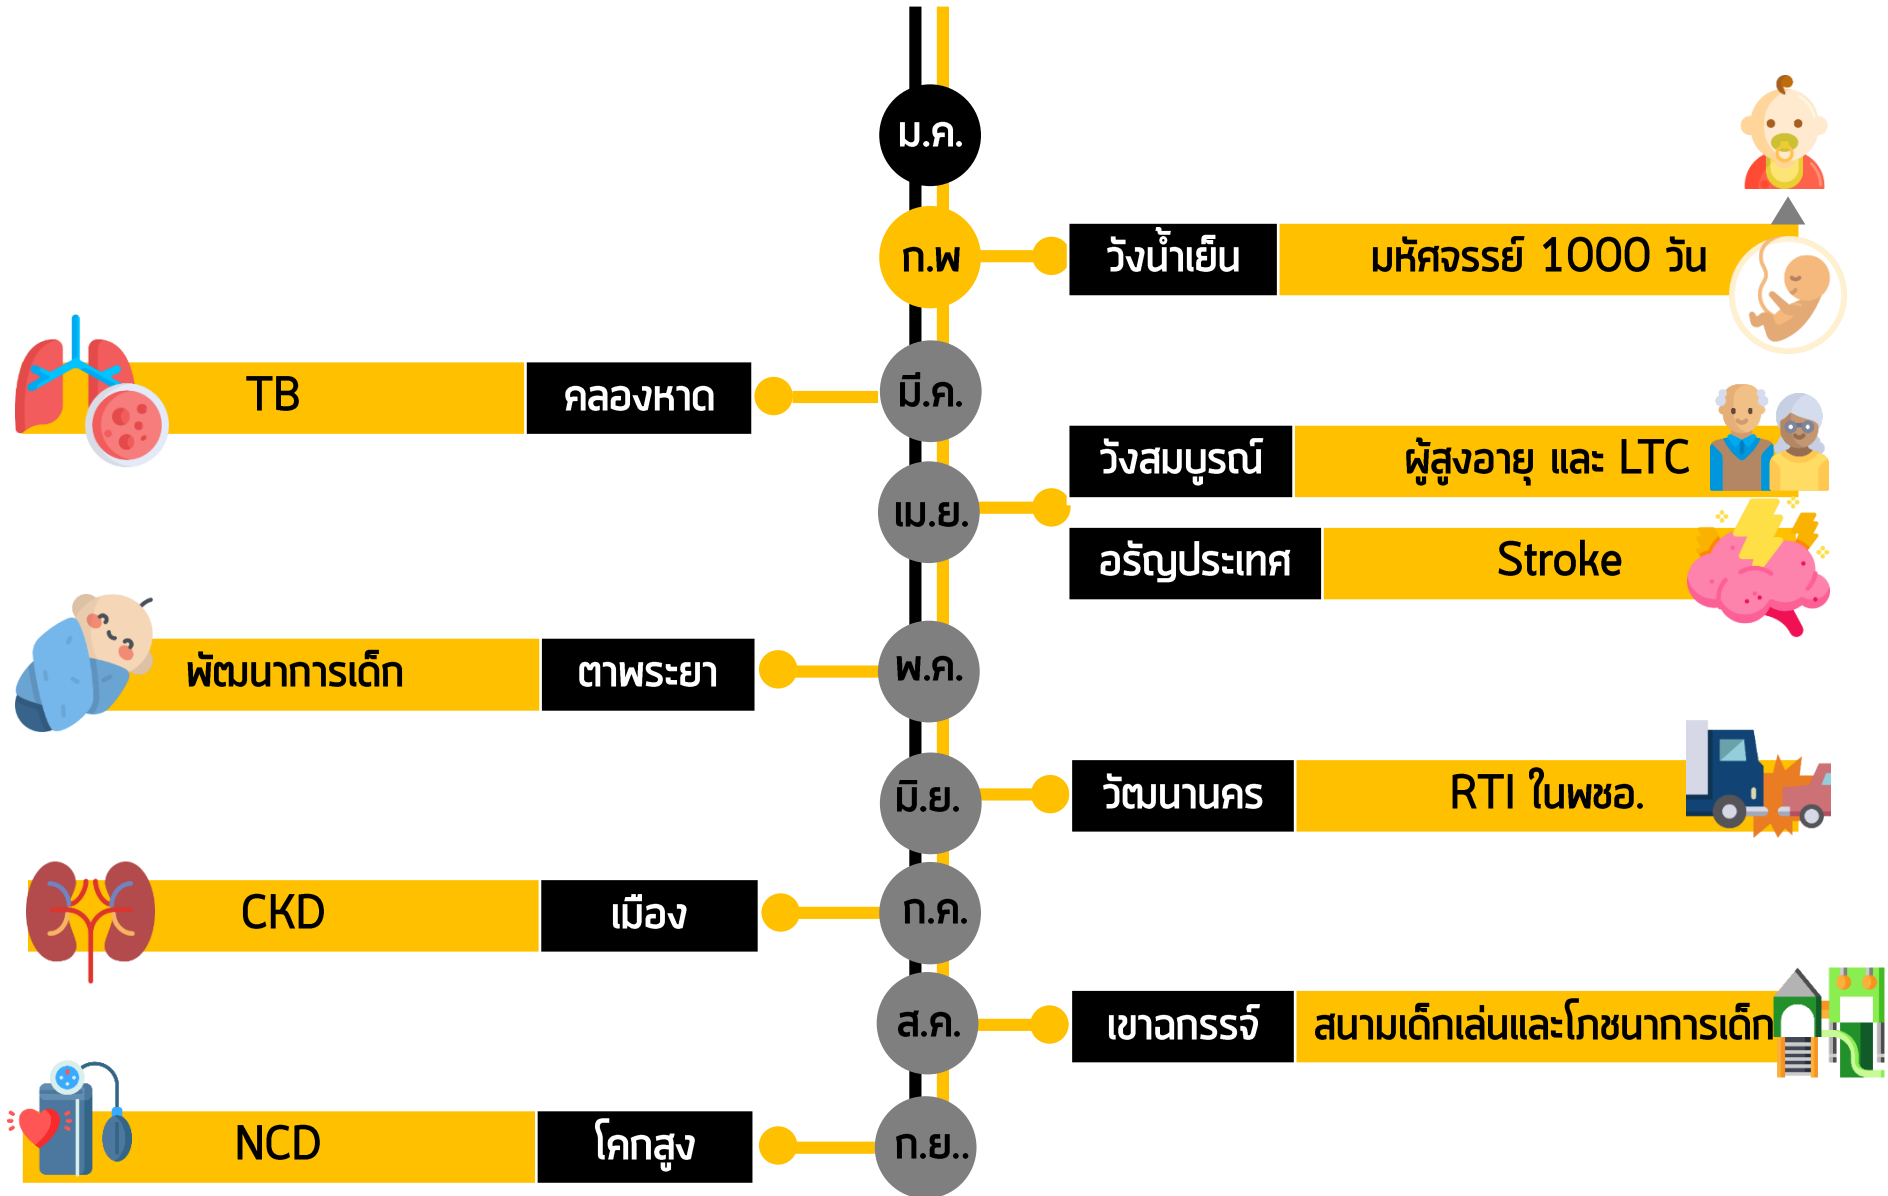 ม.ค.
ก.พ
วังน้ำเย็น
มหัศจรรย์ 1000 วัน
TB
คลองหาด
มี.ค.
วังสมบูรณ์
ผู้สูงอายุ และ LTC
เม.ย.
อรัญประเทศ
Stroke
พัฒนาการเด็ก
ตาพระยา
พ.ค.
มิ.ย.
วัฒนานคร
RTI ในพชอ.
CKD
เมือง
ก.ค.
ส.ค.
เขาฉกรรจ์
สนามเด็กเล่นและโภชนาการเด็ก
NCD
โคกสูง
ก.ย..